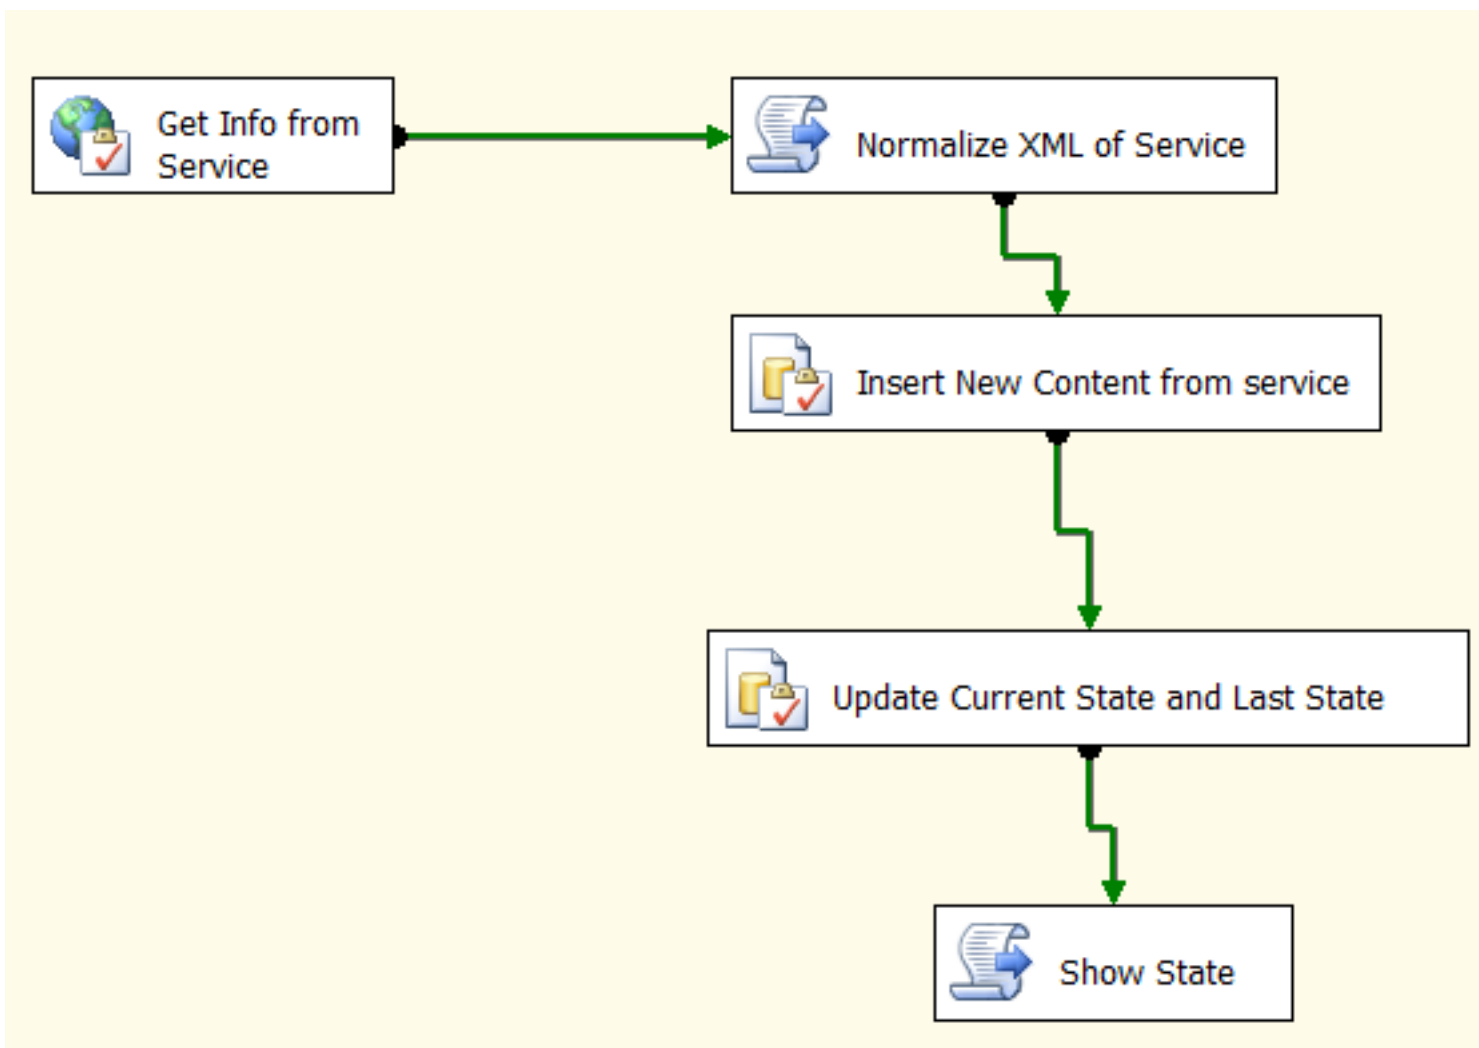 Get Info from
Service
Normalize XML of Service
Insert New Content from service
Update Current State and Last State
Show State